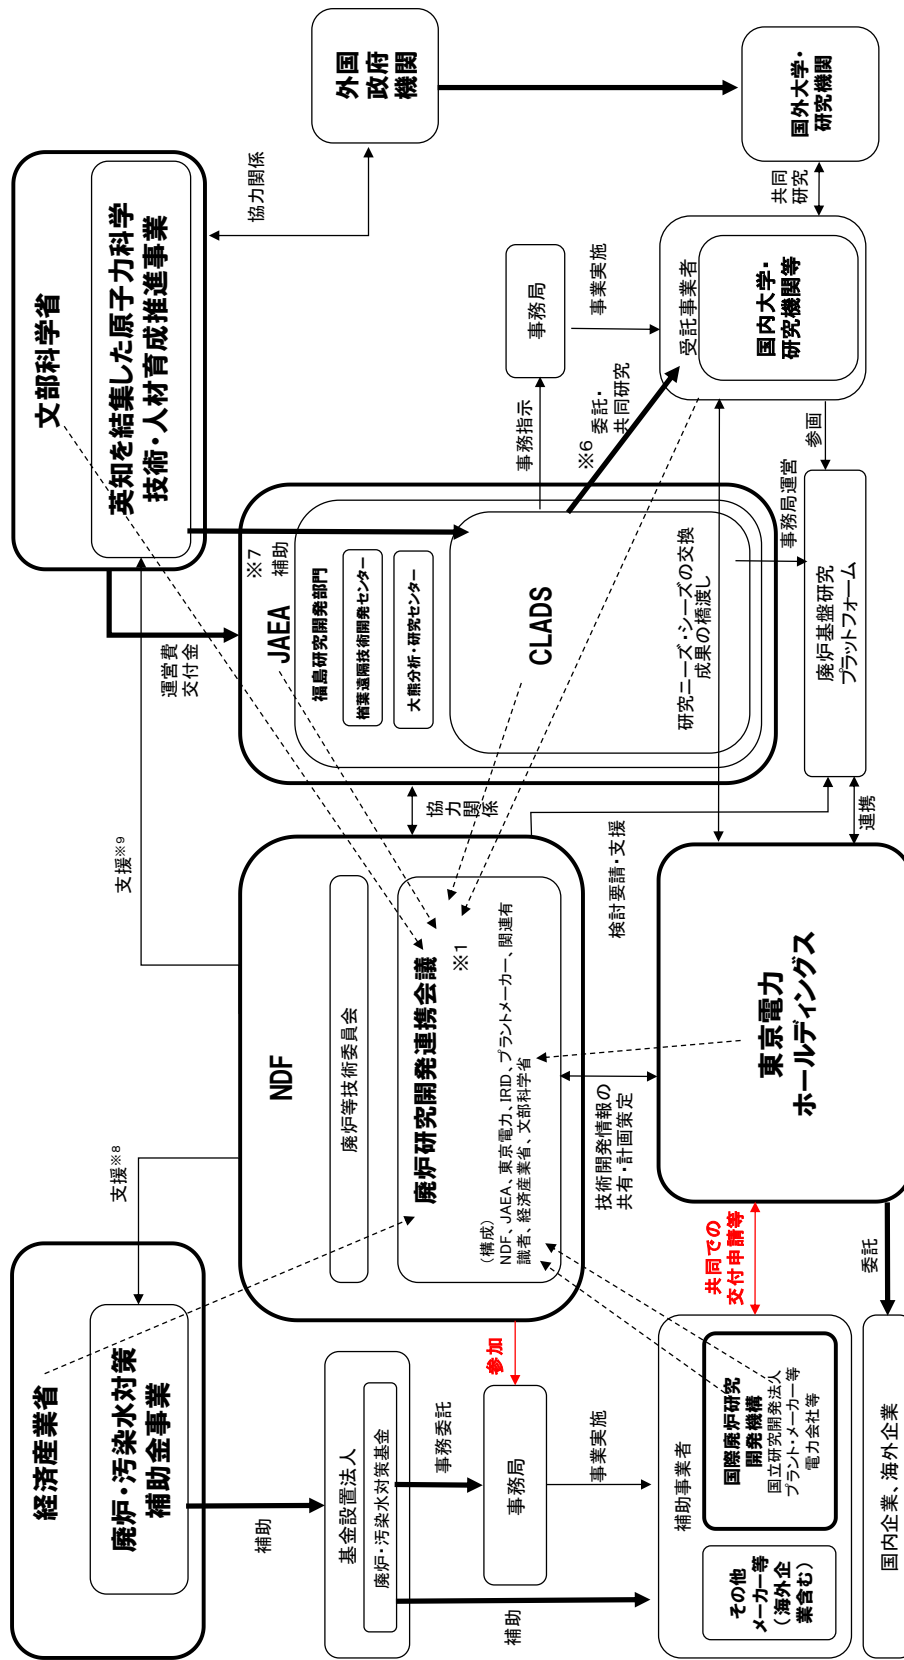 経済産業省
廃炉・汚染水対策
補助金事業
支援※8
支援※9
文部科学省
英知を結集した原子力科学
技術・人材育成推進事業
協力関係
外国
政府
機関
補助
基金設置法人
廃炉・汚染水対策基金
事務委託
事務局
事業実施
補助
参加
NDF
廃炉等技術委員会
廃炉研究開発連携会議
※1
(構成)
NDF、JAEA、東京電力、IRID、プラントメーカー、関連有
識者、経済産業省、文部科学省
協力
関係
運営費
交付金
※7
補助
JAEA
福島研究開発部門
楢葉遠隔技術開発センター
大熊分析・研究センター
CLADS
研究ニーズ・シーズの交換
成果の橋渡し
事務指示
事務局
事業実施
※6
委託・
共同研究
受託事業者
国内大学・
研究機関等
共同
研究
国外大学・
研究機関
参画
事務局運営
廃炉基盤研究
プラットフォーム
連携
検討要請・支援
技術開発情報の
共有・計画策定
東京電力
ホールディングス
共同での
交付申請等
委託
補助事業者
国際廃炉研究
開発機構
国立研究開発法人
プラント・メーカー等
電力会社等
その他
メーカー等
(海外企
業含む)
国内企業、海外企業